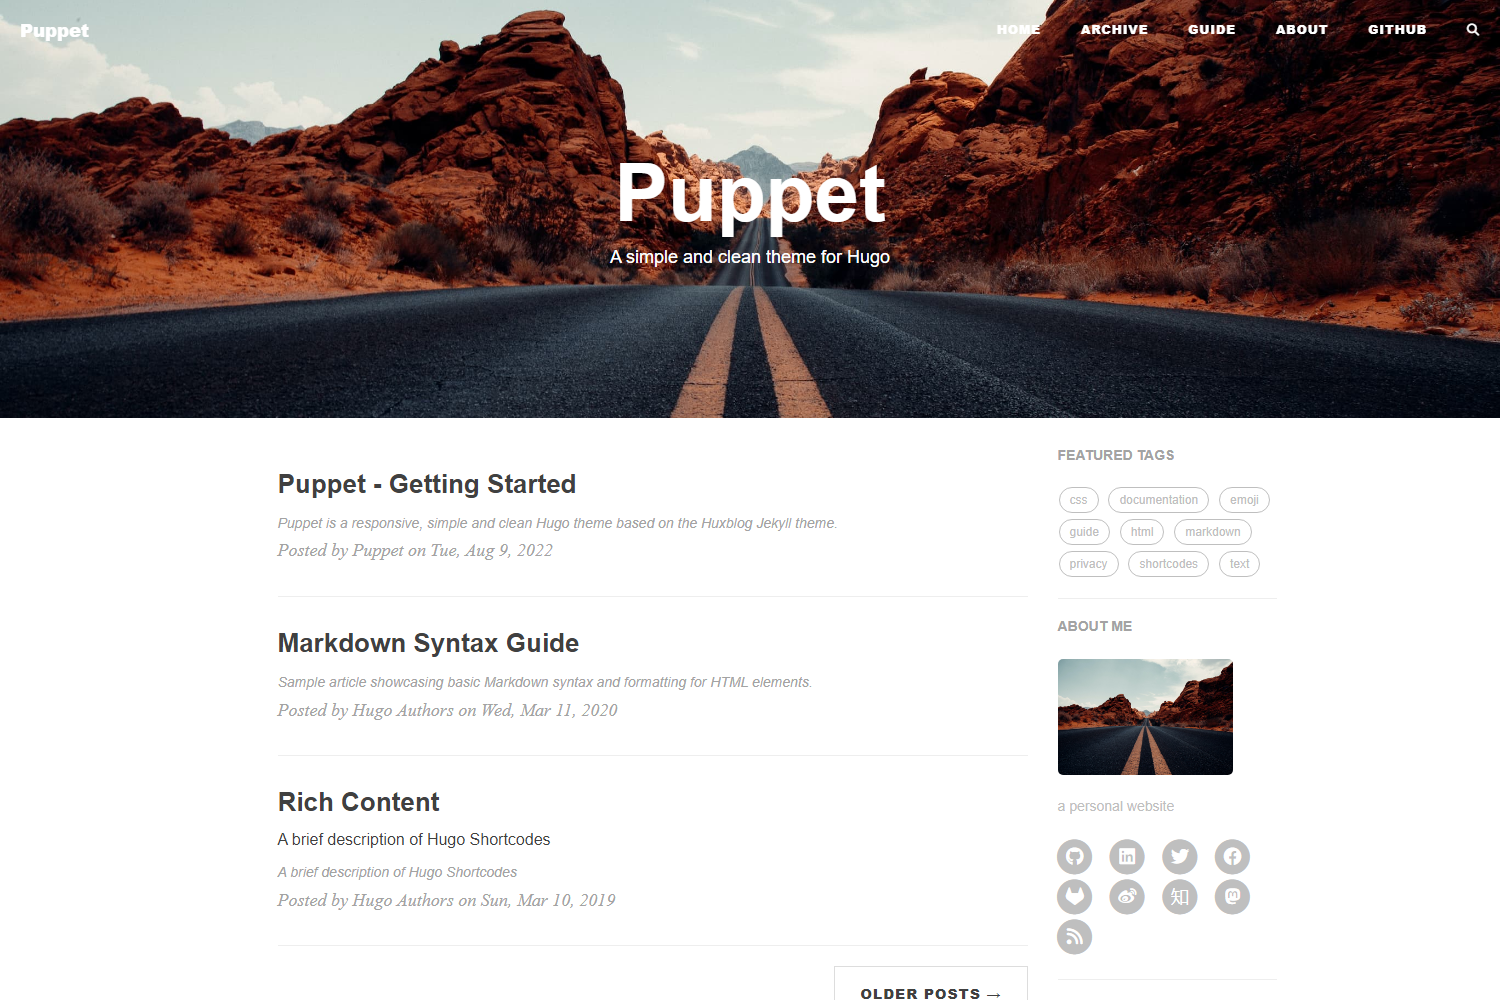 Puppet
HOME ARCHIVE GUIDE ABOUT GITHUB
Puppet
A simple and clean theme for Hugo
Puppet - Getting Started
Puppet is a responsive, simple and clean Hugo theme based on the Huxblog Jekyll theme.
Posted by Puppet on Tue, Aug 9, 2022
Markdown Syntax Guide
Sample article showcasing basic Markdown syntax and formatting for HTML elements.
Posted by Hugo Authors on Wed, Mar 11, 2020
Rich Content
A brief description of Hugo Shortcodes
A brief description of Hugo Shortcodes
Posted by Hugo Authors on Sun, Mar 10, 2019
OLDER POSTS →
FEATURED TAGS
css documentation emoji
guide html markdown
privacy shortcodes text
ABOUT ME
a personal website
in
知